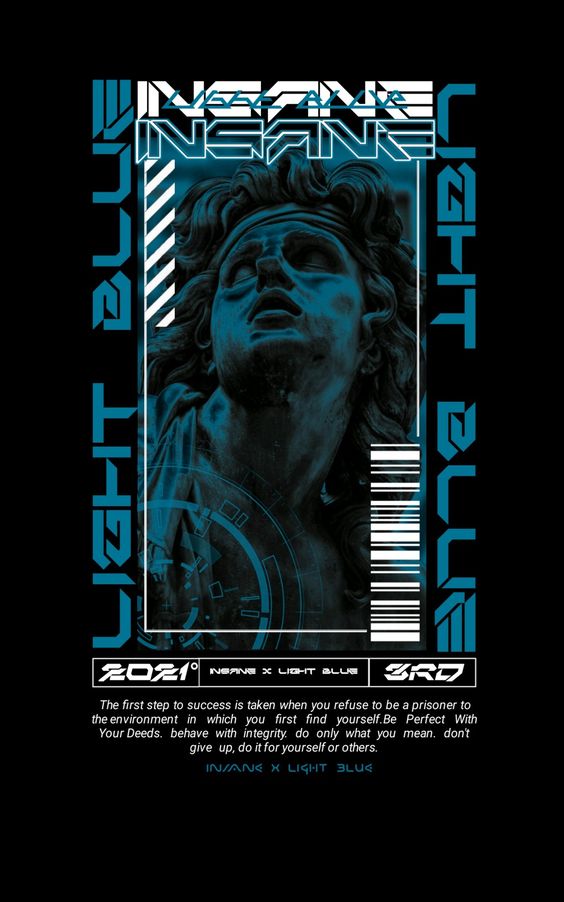 INSANE
LIGHT BLUE
INSANE
LIGHT BLUE
LIGHT BLUE
2021° INSANE X LIGHT BLUE 3RD
The first step to success is taken when you refuse to be a prisoner to
the environment in which you first find yourself.Be Perfect With
Your Deeds. behave with integrity. do only what you mean. don't
give up, do it for yourself or others.
INSANE X LIGHT BLUE